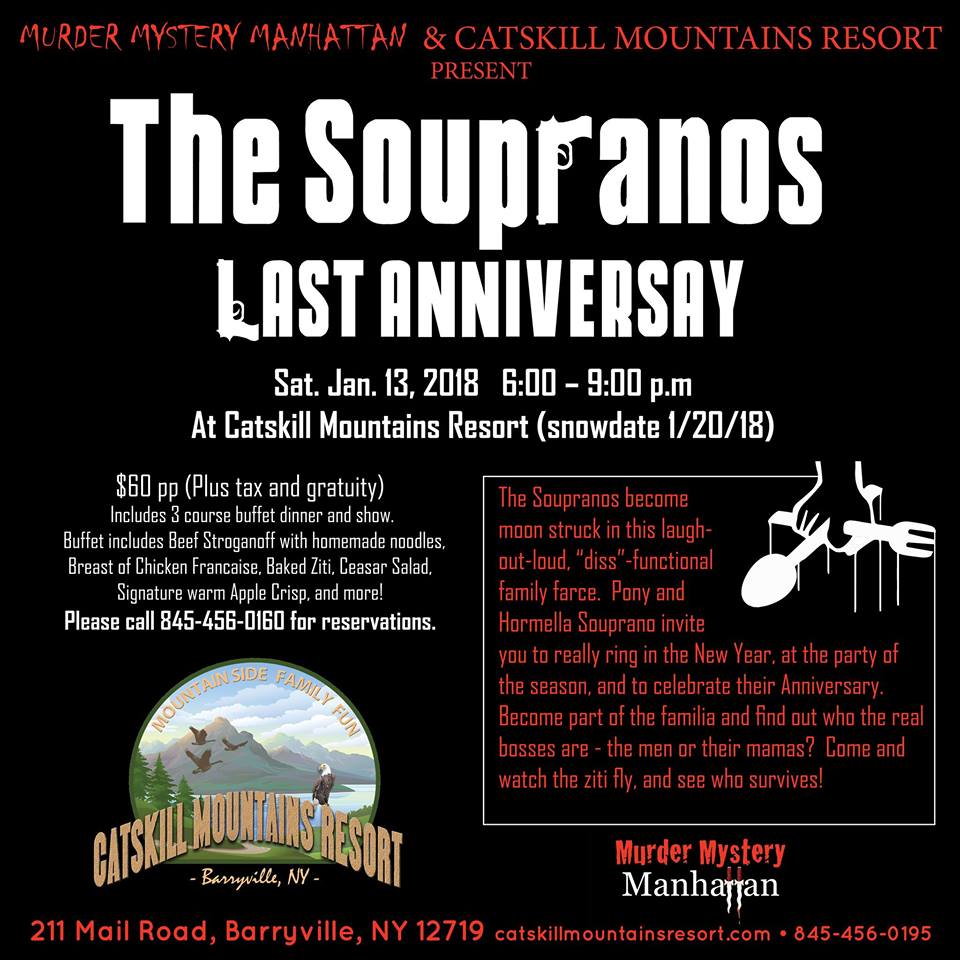 MURDER MYSTERY MANHATTAN & CATSKILL MOUNTAINS RESORT
PRESENT
The Soupranos
LAST ANNIVERSAY
Sat. Jan. 13, 2018 6:00 – 9:00 p.m
At Catskill Mountains Resort (snowdate 1/20/18)
$60 pp (Plus tax and gratuity)
Includes 3 course buffet dinner and show.
Buffet includes Beef Stroganoff with homemade noodles,
Breast of Chicken Francaise, Baked Ziti, Ceasar Salad,
Signature warm Apple Crisp, and more!
Please call 845-456-0160 for reservations.
The Soupranos become
moon struck in this laugh-
out-loud, “diss”-functional
family farce. Pony and
Hormella Souprano invite
you to really ring in the New Year, at the party of
the season, and to celebrate their Anniversary.
Become part of the familia and find out who the real
bosses are - the men or their mamas? Come and
watch the ziti fly, and see who survives!
MOUNTAIN SIDE FAMILY FUN
CATSKILL MOUNTAINS RESORT
- Barryville, NY -
Murder Mystery
Manhattan
211 Mail Road, Barryville, NY 12719 catskillmountainsresort.com • 845-456-0195